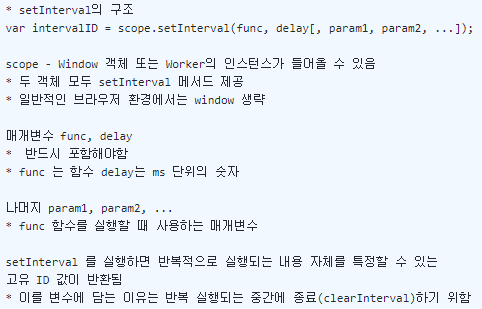 * setInterval의 구조
var intervalID = scope.setInterval(func, delay[, param1, param2, ...]);
scope - Window 객체 또는 Worker의 인스턴스가 들어올 수 있음
* 두 객체 모두 setInterval 메서드 제공
* 일반적인 브라우저 환경에서는 window 생략
매개변수 func, delay
*  반드시 포함해야함
* func 는 함수 delay는 ms 단위의 숫자
나머지 param1, param2, ...
* func 함수를 실행할 때 사용하는 매개변수
setInterval 를 실행하면 반복적으로 실행되는 내용 자체를 특정할 수 있는
고유 ID 값이 반환됨
* 이를 변수에 담는 이유는 반복 실행되는 중간에 종료(clearInterval)하기 위함